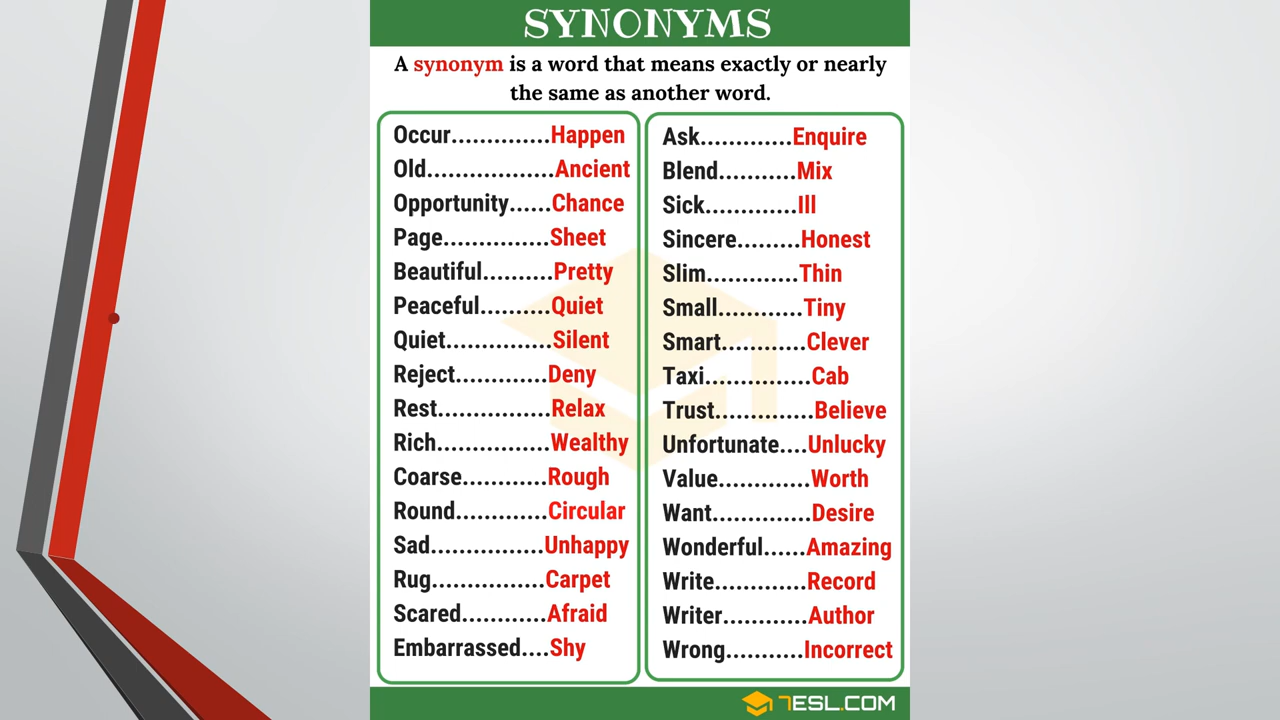 SYNONYMS
A synonym is a word that means exactly or nearly
the same as another word.
Occur..............Happen
Old..................Ancient
Opportunity......Chance
Page...............Sheet
Beautiful..........Pretty
Peaceful..........Quiet
Quiet...............Silent
Reject.............Deny
Rest................Relax
Rich................Wealthy
Coarse............Rough
Round.............Circular
Sad................Unhappy
Rug................Carpet
Scared............Afraid
Embarrassed....Shy
Ask.............Enquire
Blend...........Mix
Sick.............Ill
Sincere.........Honest
Slim.............Thin
Small............Tiny
Smart............Clever
Taxi...............Cab
Trust..............Believe
Unfortunate....Unlucky
Value.............Worth
Want..............Desire
Wonderful......Amazing
Write.............Record
Writer............Author
Wrong...........Incorrect
7ESL.COM